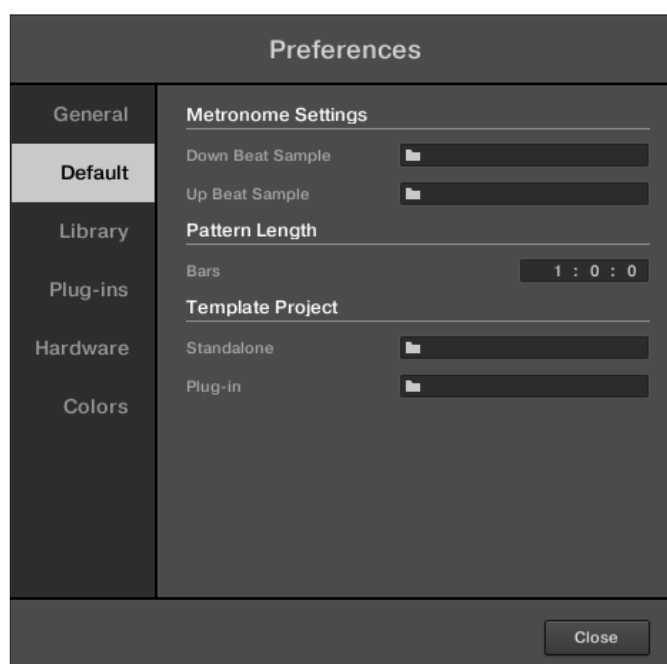 Preferences
General
Default
Library
Plug-ins
Hardware
Colors
Metronome Settings
Down Beat Sample
Up Beat Sample
Pattern Length
Bars 1 : 0 : 0
Template Project
Standalone
Plug-in
Close